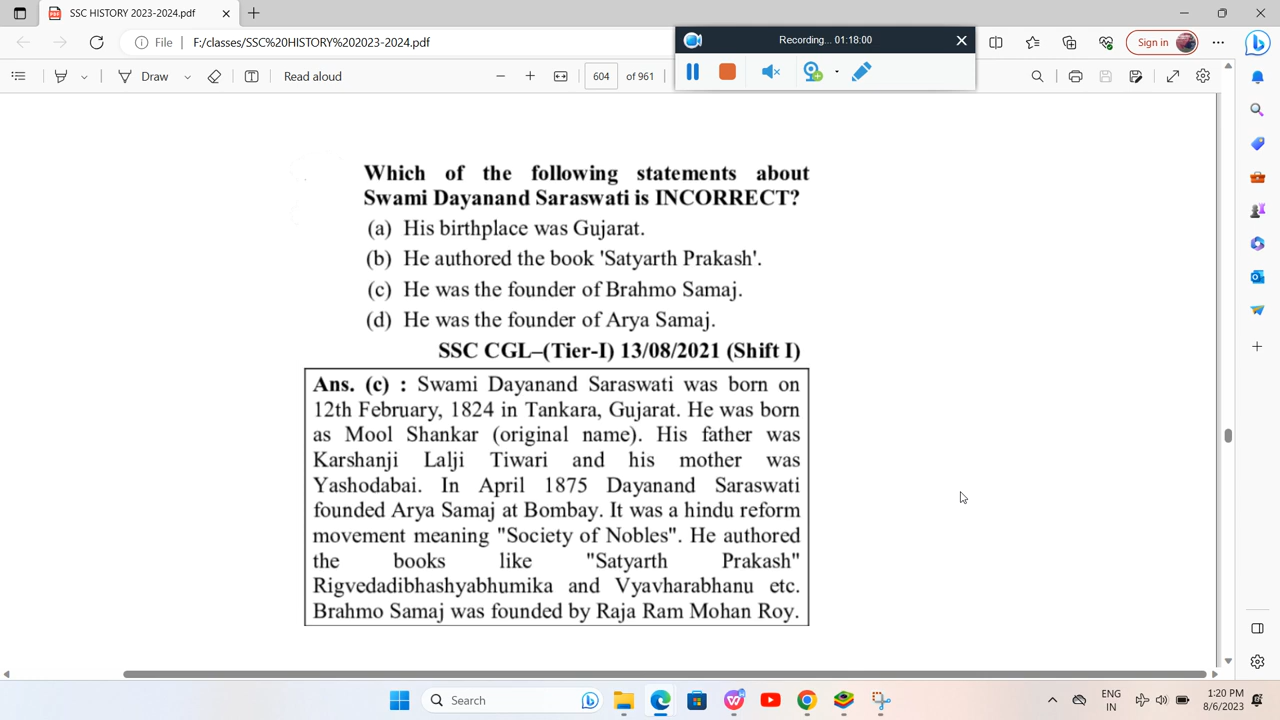 SSC HISTORY 2023-2024.pdf
File F:/classes/SSC%20HISTORY%202023-2024.pdf
Recording... 01:18:00
Sign in
Draw
Read aloud
604 of 961
Which of the following statements about
Swami Dayanand Saraswati is INCORRECT?
(a) His birthplace was Gujarat.
(b) He authored the book 'Satyarth Prakash'.
(c) He was the founder of Brahmo Samaj.
(d) He was the founder of Arya Samaj.
SSC CGL–(Tier-I) 13/08/2021 (Shift I)
Ans. (c) : Swami Dayanand Saraswati was born on
12th February, 1824 in Tankara, Gujarat. He was born
as Mool Shankar (original name). His father was
Karshanji Lalji Tiwari and his mother was
Yashodabai. In April 1875 Dayanand Saraswati
founded Arya Samaj at Bombay. It was a hindu reform
movement meaning "Society of Nobles". He authored
the books like "Satyarth Prakash"
Rigvedadibhashyabhumika and Vyavharabhanu etc.
Brahmo Samaj was founded by Raja Ram Mohan Roy.
Search
ENG
IN
1:20 PM
8/6/2023